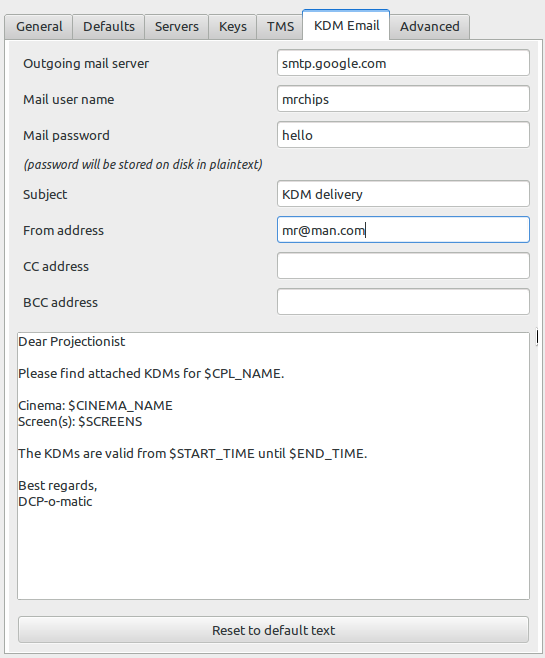 General Defaults Servers Keys TMS KDM Email Advanced
Outgoing mail server smtp.google.com
Mail user name mrchips
Mail password hello
(password will be stored on disk in plaintext)
Subject KDM delivery
From address mr@man.com
CC address
BCC address
Dear Projectionist
Please find attached KDMs for $CPL_NAME.
Cinema: $CINEMA_NAME
Screen(s): $SCREENS
The KDMs are valid from $START_TIME until $END_TIME.
Best regards,
DCP-o-matic
Reset to default text